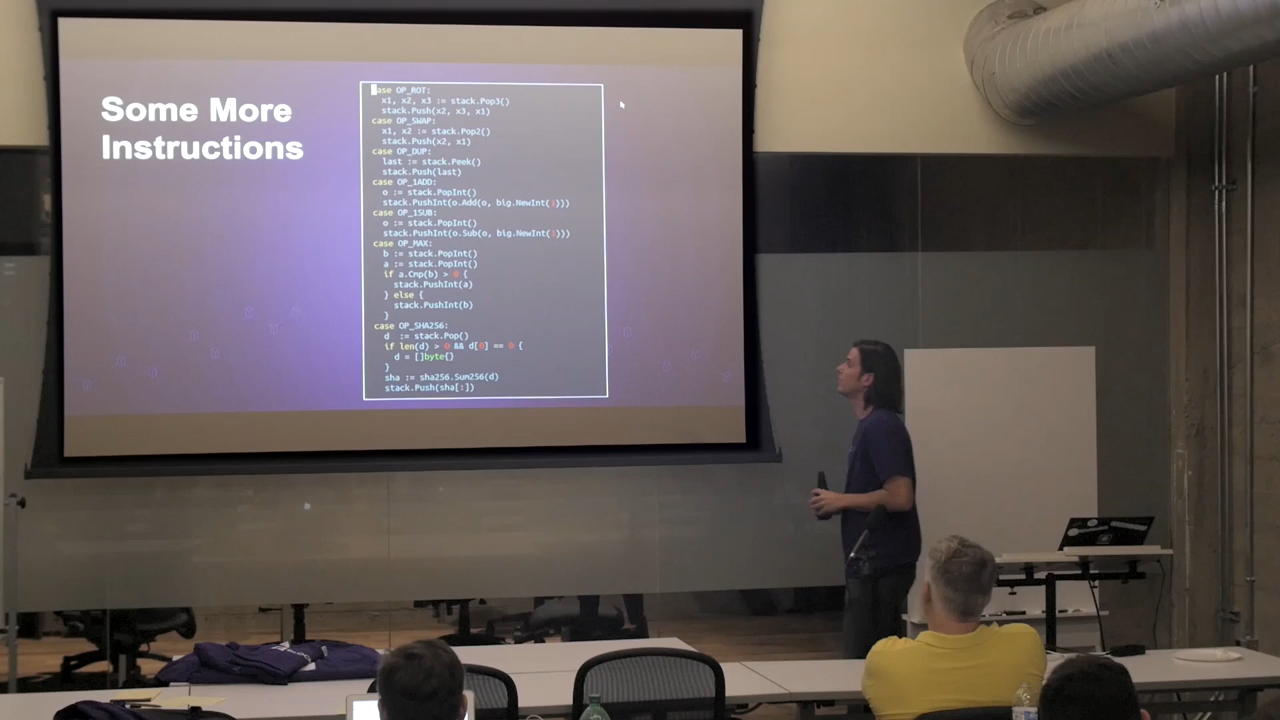 Some More
Instructions
case OP_ROT:
x1, x2, x3 := stack.Pop3()
stack.Push(x2, x3, x1)
case OP_SWAP:
x1, x2 := stack.Pop2()
stack.Push(x2, x1)
case OP_DUP:
last := stack.Peek()
stack.Push(last)
case OP_1ADD:
o := stack.PopInt()
stack.PushInt(o.Add(o, big.NewInt(1)))
case OP_1SUB:
o := stack.PopInt()
stack.PushInt(o.Sub(o, big.NewInt(1)))
case OP_MAX:
b := stack.PopInt()
a := stack.PopInt()
if a.Cmp(b) > 0 {
stack.PushInt(a)
} else {
stack.PushInt(b)
}
case OP_SHA256:
d := stack.Pop()
if len(d) > 0 && d[0] == 0 {
d = []byte{}
}
sha := sha256.Sum256(d)
stack.Push(sha[:])